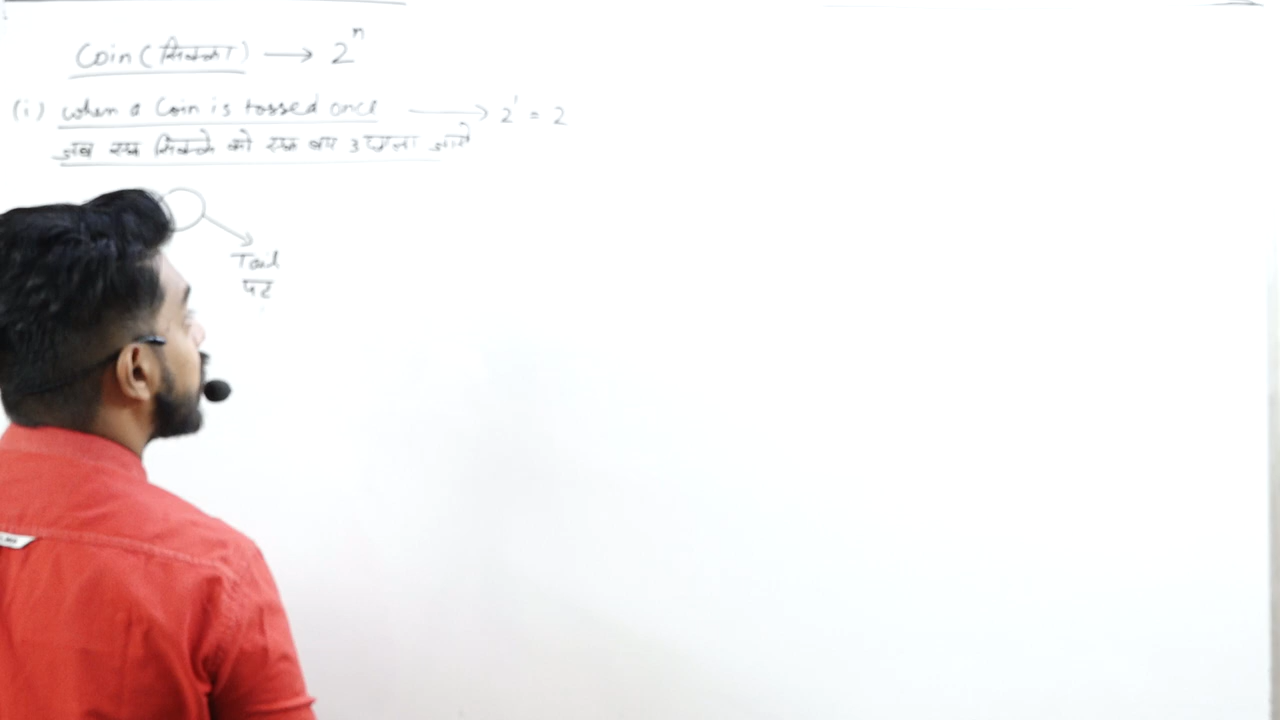 Coin (सिक्का) → 2ⁿ
(i) when a Coin is tossed once → 2¹ = 2
जब एक सिक्के को एक बार उछाला जाये
Tail
पट